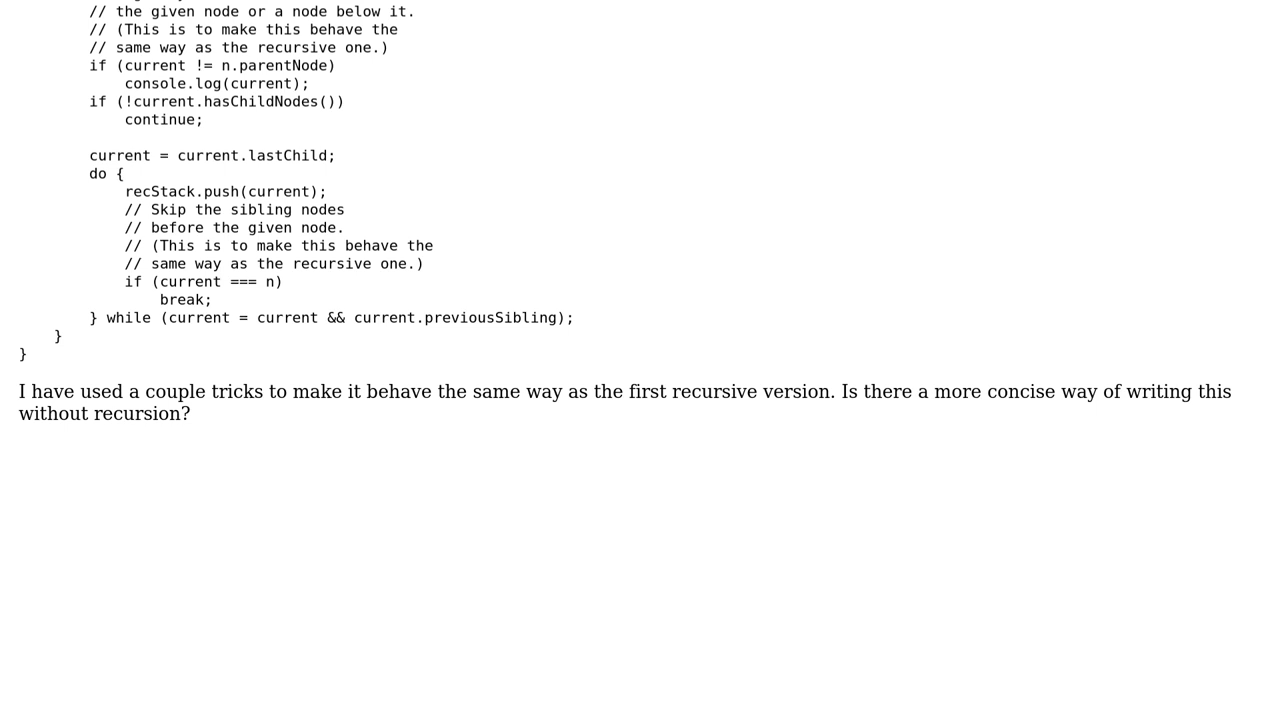 // the given node or a node below it.
// (This is to make this behave the
// same way as the recursive one.)
if (current != n.parentNode)
console.log(current);
if (!current.hasChildNodes())
continue;
current = current.lastChild;
do {
recStack.push(current);
// Skip the sibling nodes
// before the given node.
// (This is to make this behave the
// same way as the recursive one.)
if (current === n)
break;
} while (current = current && current.previousSibling);
}
}
I have used a couple tricks to make it behave the same way as the first recursive version. Is there a more concise way of writing this
without recursion?